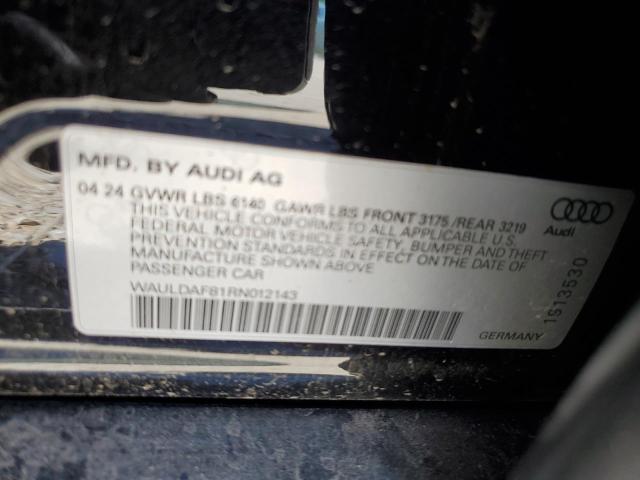 MFD. BY AUDI AG
04 24 GVWR LBS 6140 GAWR LBS FRONT 3175 /REAR 3219
THIS VEHICLE CONFORMS TO ALL APPLICABLE U.S.
FEDERAL MOTOR VEHICLE SAFETY, BUMPER AND THEFT
PREVENTION STANDARDS IN EFFECT ON THE DATE OF
MANUFACTURE SHOWN ABOVE
PASSENGER CAR
WAULDAF81RN012143
Audi
1S13530
GERMANY